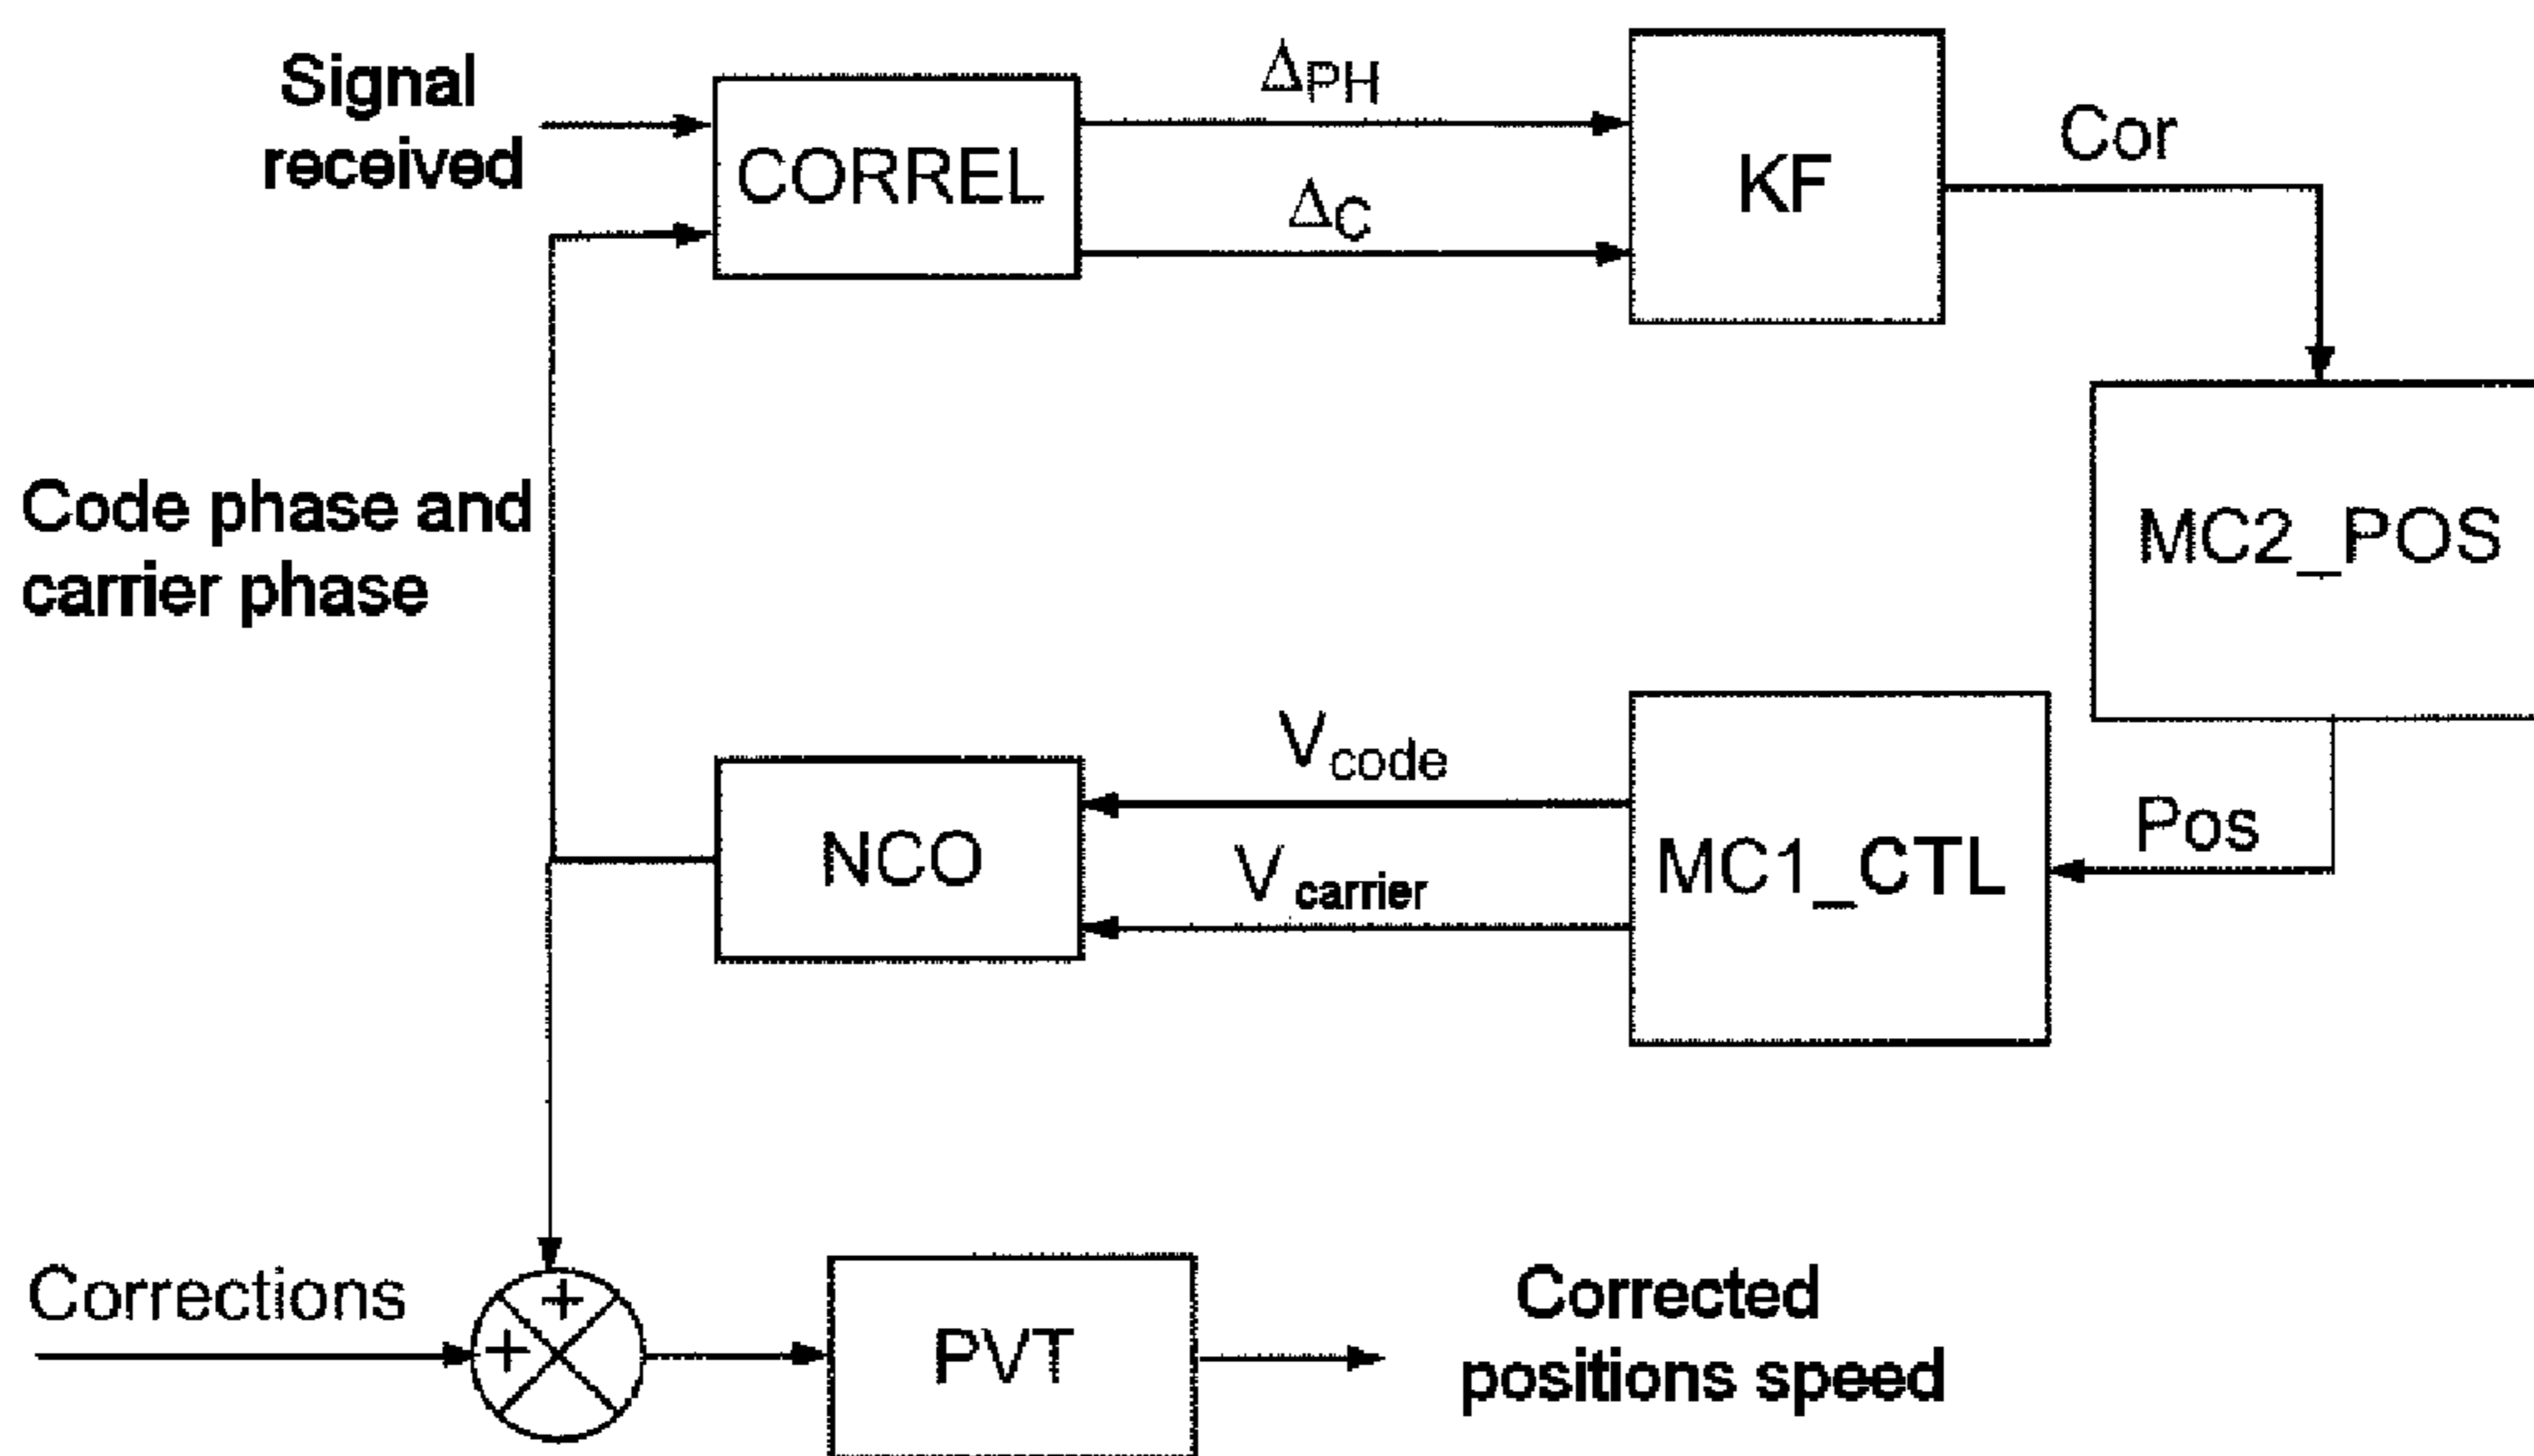 Signal
received
CORREL
ΔPH
ΔC
KF
Cor
MC2_POS
Code phase and
carrier phase
NCO
Vcode
Vcarrier
MC1_CTL
Pos
Corrections
+
+
PVT
Corrected
positions speed